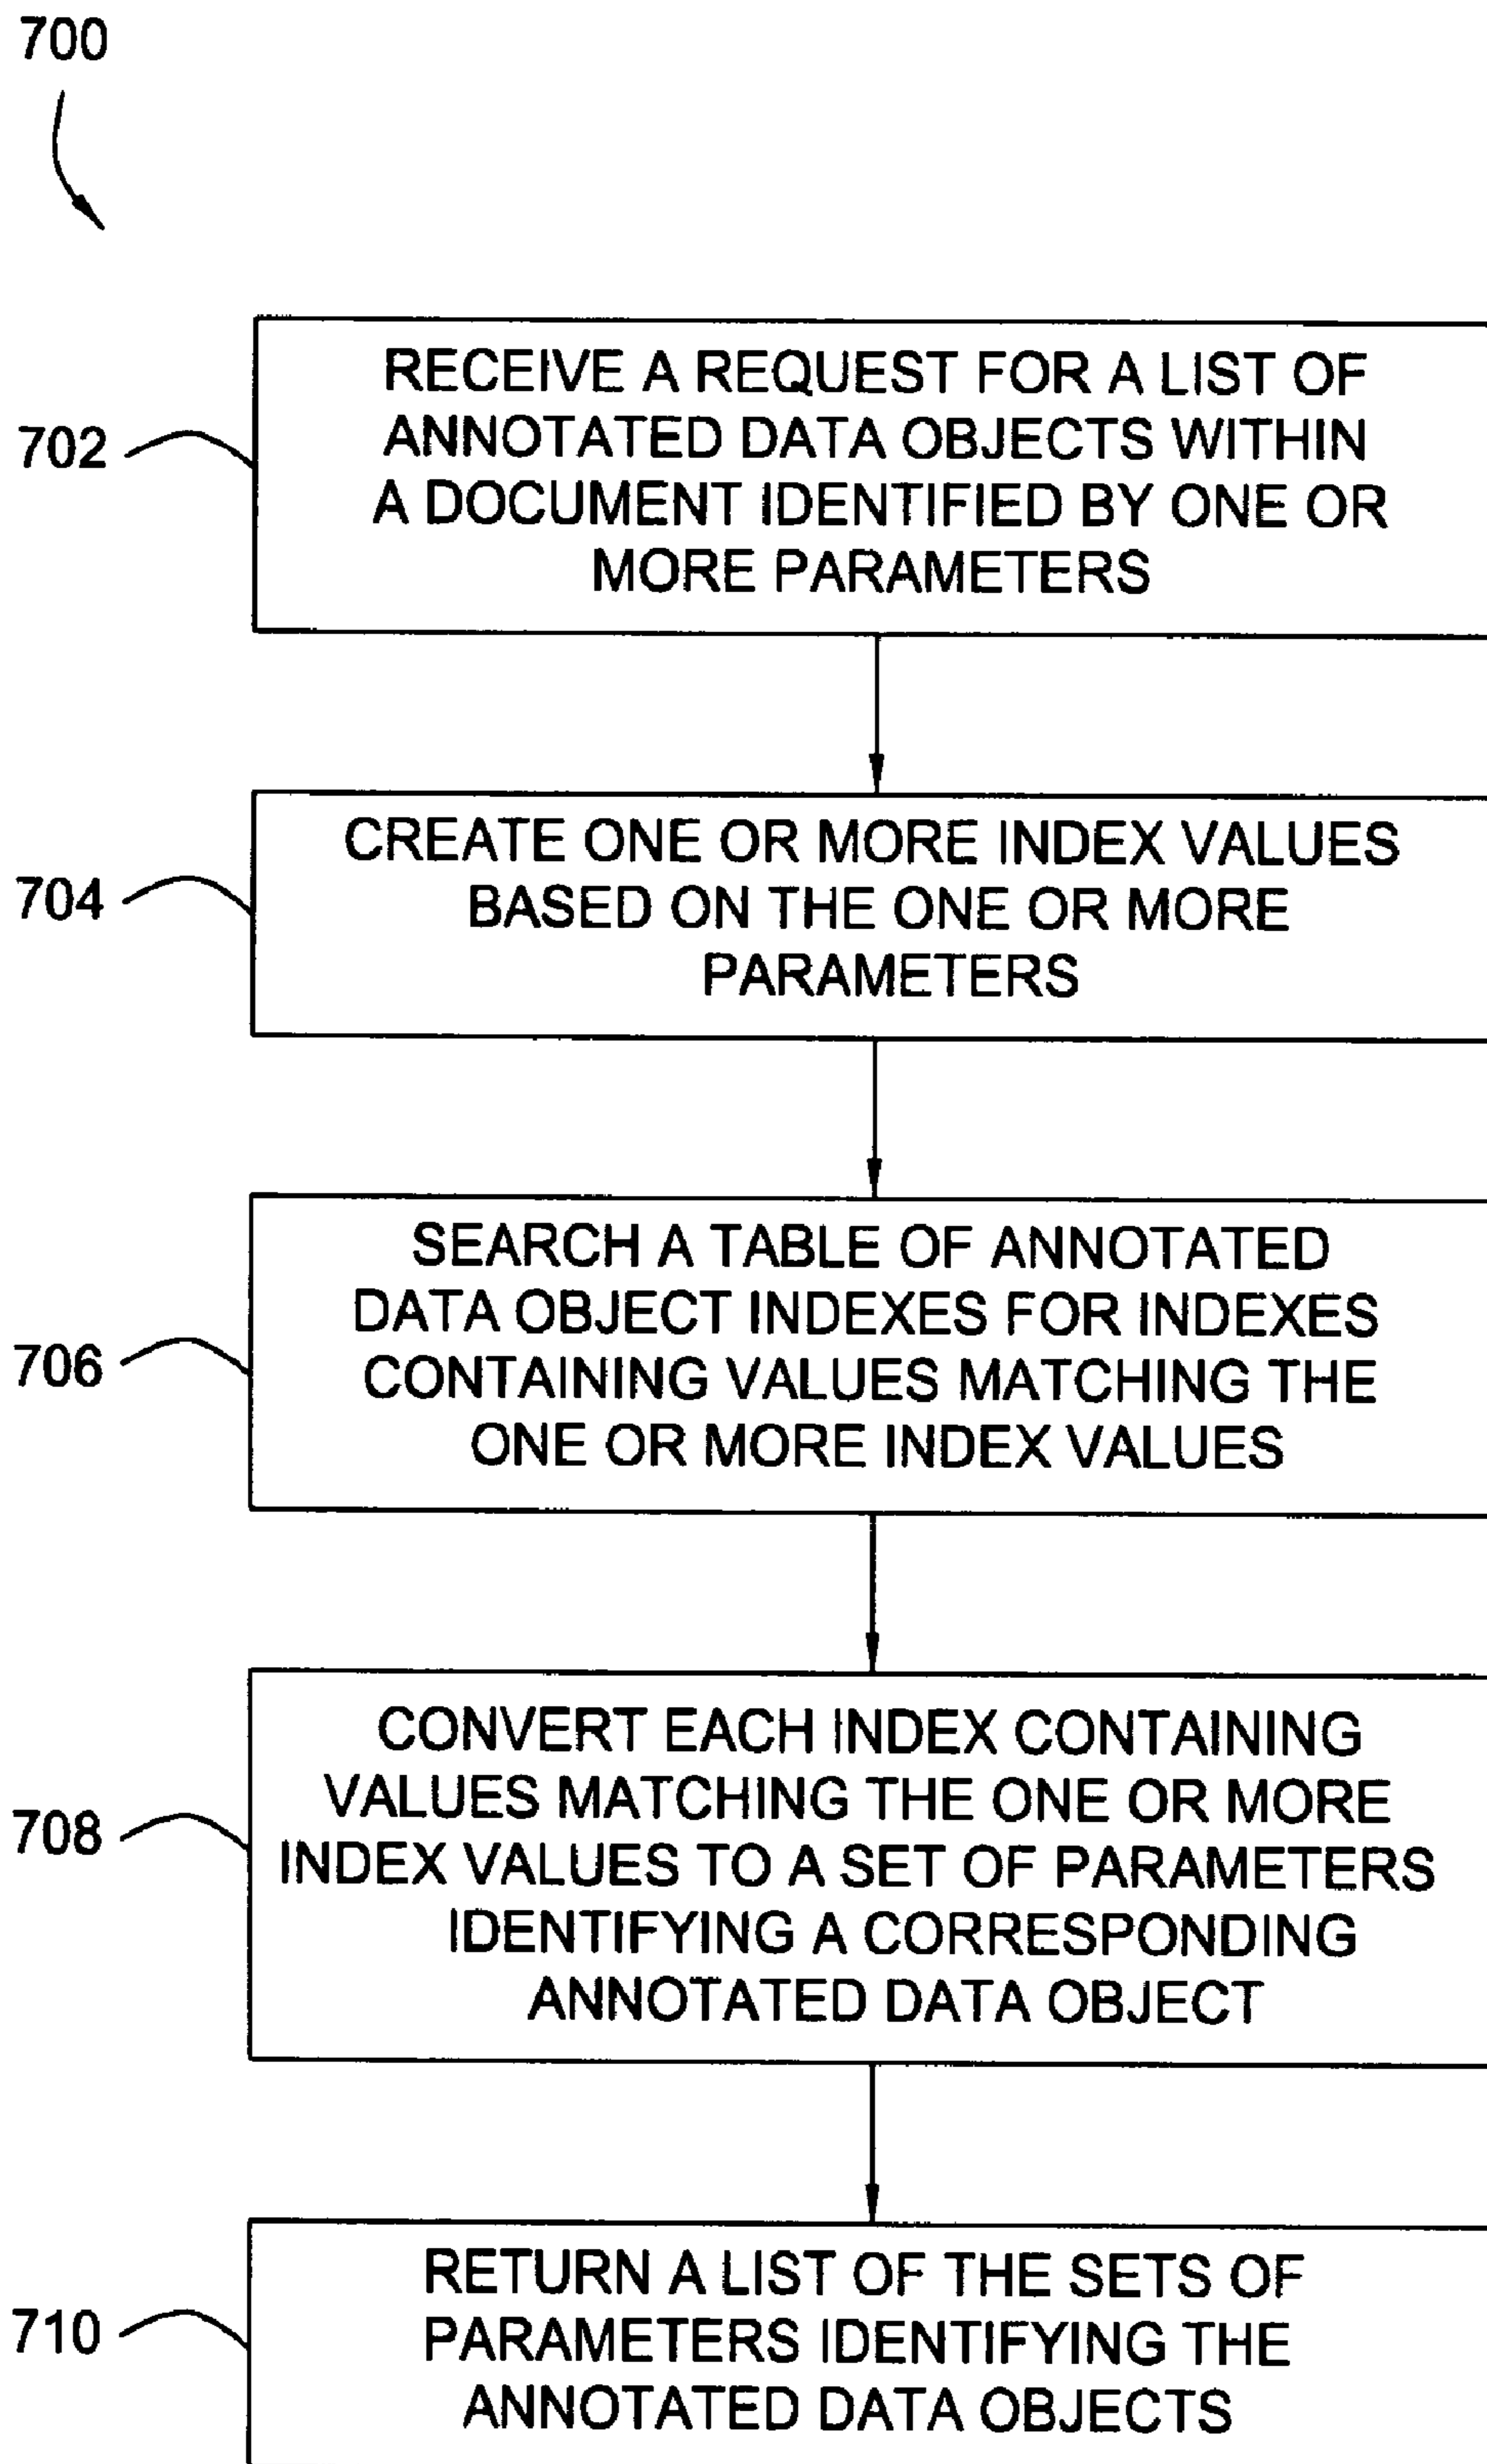 700
702
RECEIVE A REQUEST FOR A LIST OF
ANNOTATED DATA OBJECTS WITHIN
A DOCUMENT IDENTIFIED BY ONE OR
MORE PARAMETERS
704
CREATE ONE OR MORE INDEX VALUES
BASED ON THE ONE OR MORE
PARAMETERS
706
SEARCH A TABLE OF ANNOTATED
DATA OBJECT INDEXES FOR INDEXES
CONTAINING VALUES MATCHING THE
ONE OR MORE INDEX VALUES
708
CONVERT EACH INDEX CONTAINING
VALUES MATCHING THE ONE OR MORE
INDEX VALUES TO A SET OF PARAMETERS
IDENTIFYING A CORRESPONDING
ANNOTATED DATA OBJECT
710
RETURN A LIST OF THE SETS OF
PARAMETERS IDENTIFYING THE
ANNOTATED DATA OBJECTS